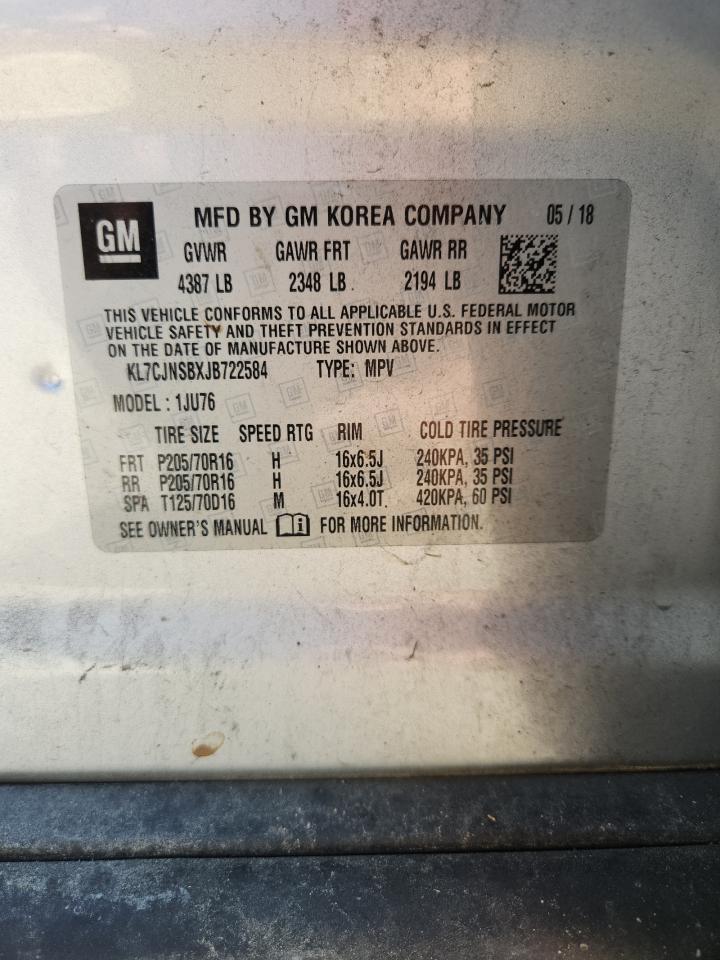 GM
MFD BY GM KOREA COMPANY 05 / 18
GVWR GAWR FRT GAWR RR
4387 LB 2348 LB 2194 LB
THIS VEHICLE CONFORMS TO ALL APPLICABLE U.S. FEDERAL MOTOR
VEHICLE SAFETY AND THEFT PREVENTION STANDARDS IN EFFECT
ON THE DATE OF MANUFACTURE SHOWN ABOVE.
KL7CJNSBXJB722584 TYPE: MPV
MODEL : 1JU76
TIRE SIZE SPEED RTG RIM COLD TIRE PRESSURE
FRT P205/70R16 H 16x6.5J 240KPA, 35 PSI
RR P205/70R16 H 16x6.5J 240KPA, 35 PSI
SPA T125/70D16 M 16x4.0T 420KPA, 60 PSI
SEE OWNER'S MANUAL i FOR MORE INFORMATION.